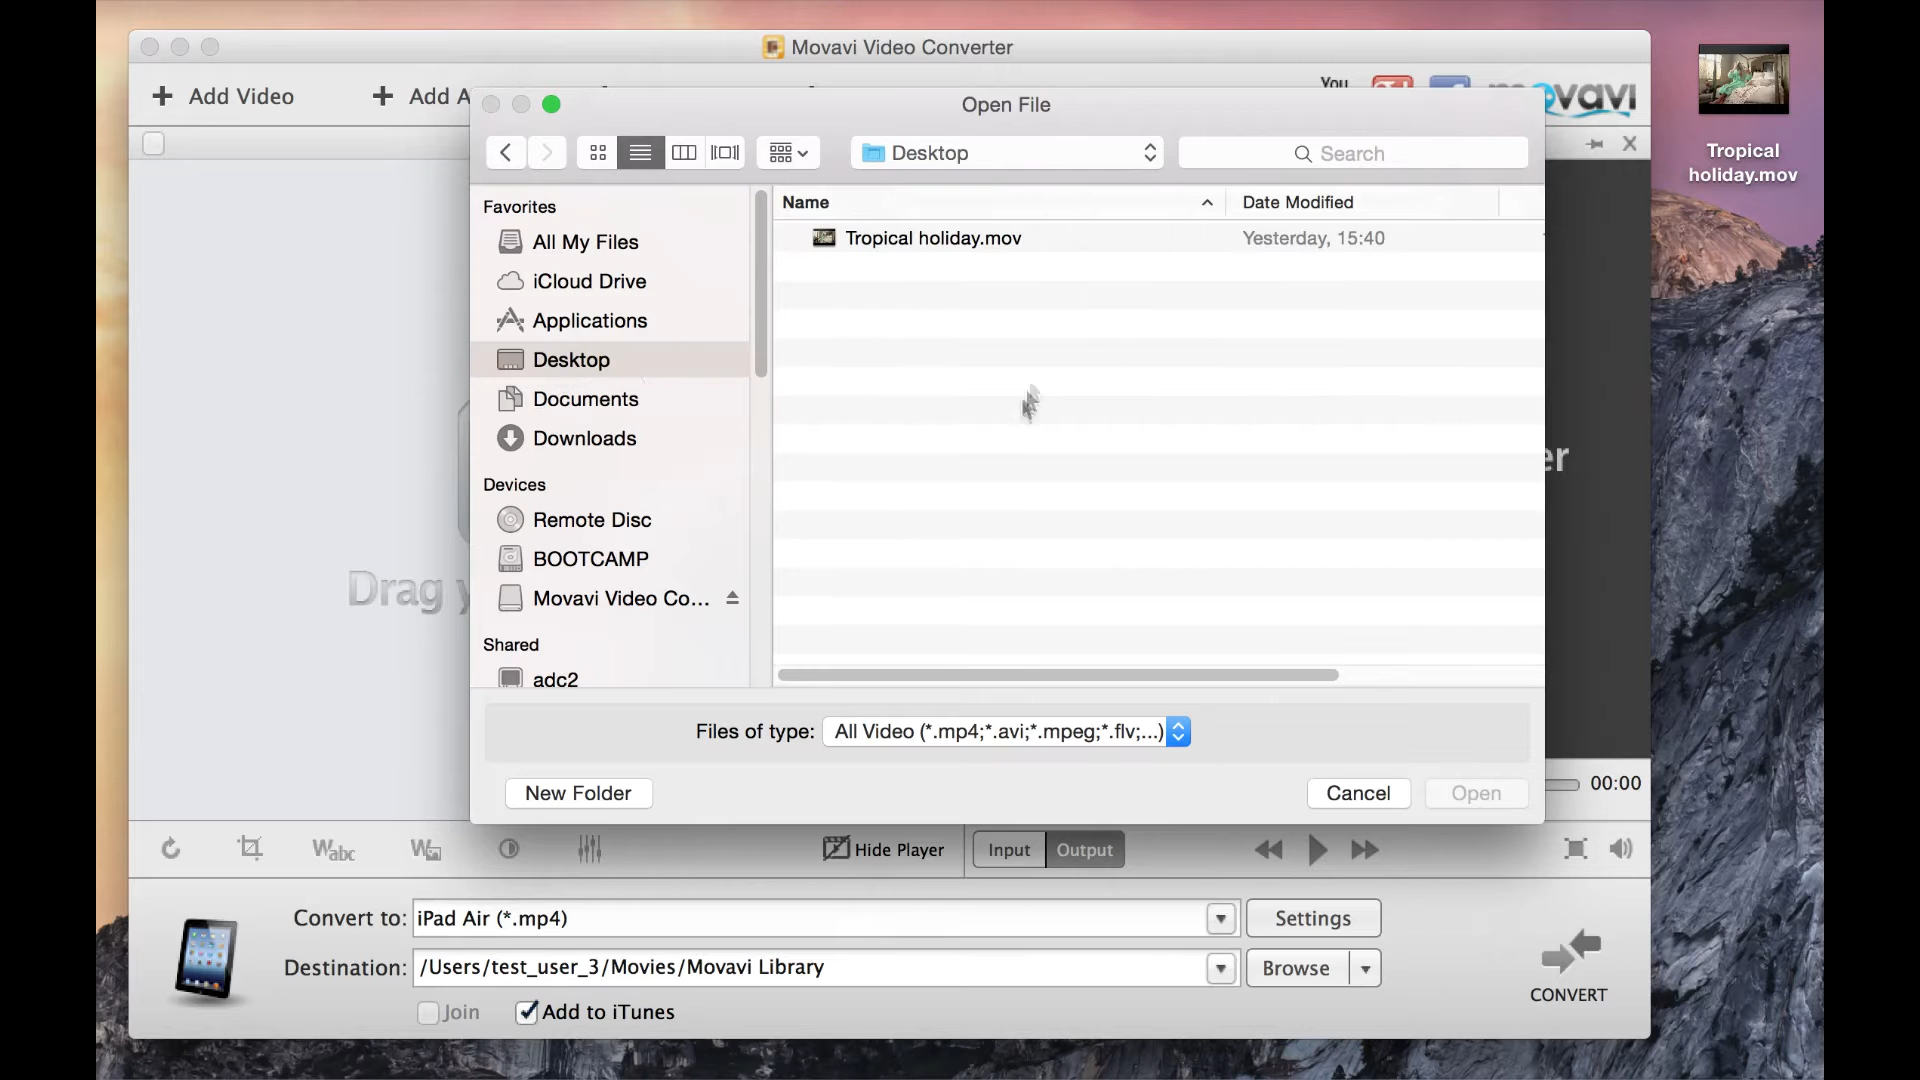 Movavi Video Converter
Add Video
Add A
You
movavi
Open File
Desktop
Search
Tropical
holiday.mov
Favorites
All My Files
iCloud Drive
Applications
Desktop
Documents
Downloads
Devices
Remote Disc
BOOTCAMP
Movavi Video Co...
Shared
adc2
Name
Date Modified
Tropical holiday.mov
Yesterday, 15:40
Drag y
er
Files of type:
All Video (*.mp4;*.avi;*.mpeg;*.flv;...)
New Folder
Cancel
Open
00:00
Wabc
W
Hide Player
Input
Output
Convert to:
iPad Air (*.mp4)
Settings
Destination:
/Users/test_user_3/Movies/Movavi Library
Browse
CONVERT
Join
Add to iTunes